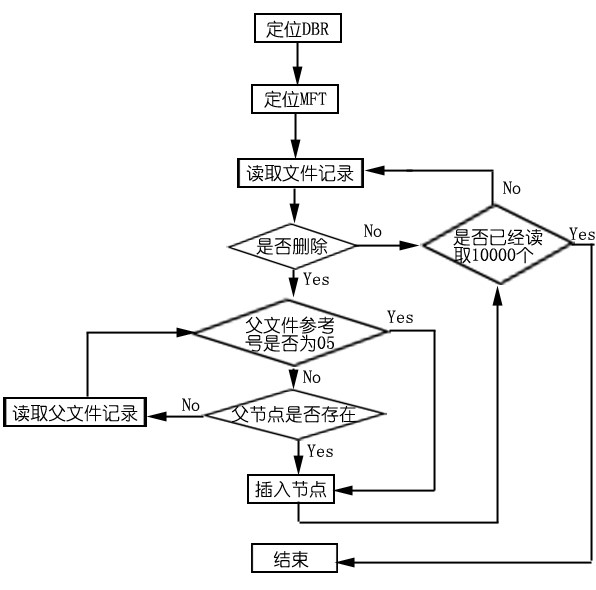 定位DBR
定位MFT
读取文件记录
No
是否删除
No
是否已经读
取10000个
Yes
Yes
父文件参考
号是否为05
Yes
No
读取父文件记录
No
父节点是否存在
Yes
插入节点
结束